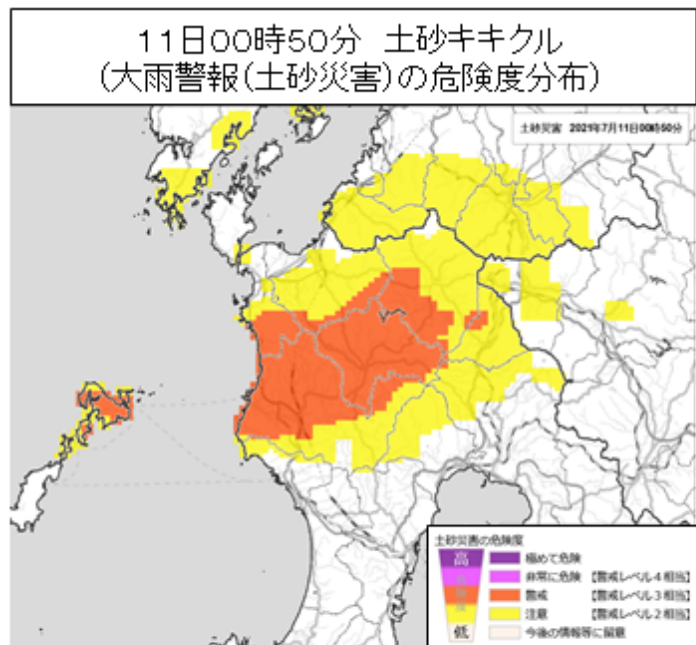 11日00時50分 土砂キキクル
(大雨警報(土砂災害)の危険度分布)
土砂災害 2021年7月11日00時50分
土砂災害の危険度
高
危険度
低
極めて危険
非常に危険 【警戒レベル4相当】
警戒 【警戒レベル3相当】
注意 【警戒レベル2相当】
今後の情報等に留意